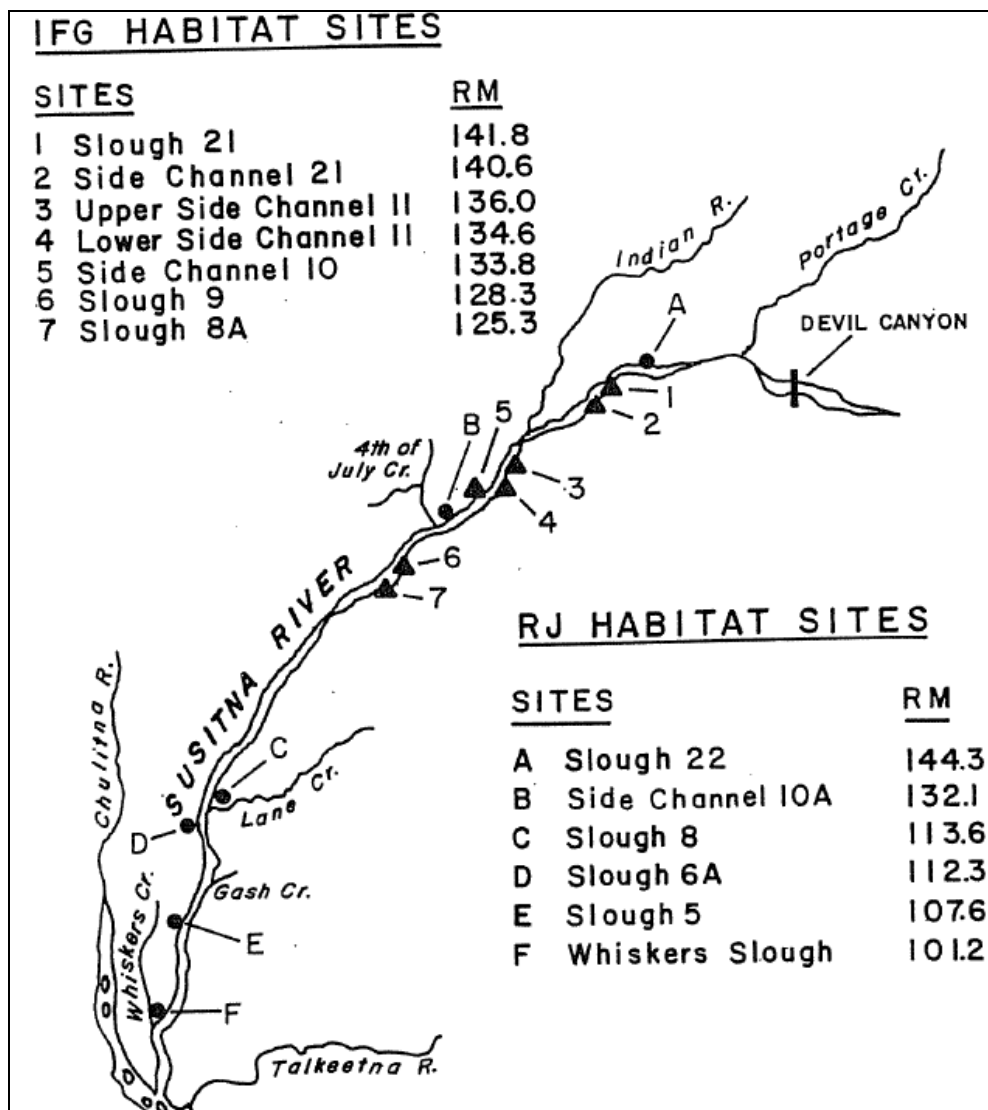 IFG HABITAT SITES
SITES RM
1 Slough 21 141.8
2 Side Channel 21 140.6
3 Upper Side Channel 11 136.0
4 Lower Side Channel 11 134.6
5 Side Channel 10 133.8
6 Slough 9 128.3
7 Slough 8A 125.3
Indian R.
Portage Cr.
A
DEVIL CANYON
1
2
B
5
4th of
July Cr.
3
4
6
7
SUSITNA RIVER
RJ HABITAT SITES
SITES RM
A Slough 22 144.3
B Side Channel 10A 132.1
C Slough 8 113.6
D Slough 6A 112.3
E Slough 5 107.6
F Whiskers Slough 101.2
Chulitna R.
C
Lane Cr.
D
Gash Cr.
Whiskers Cr.
E
F
Talkeetna R.